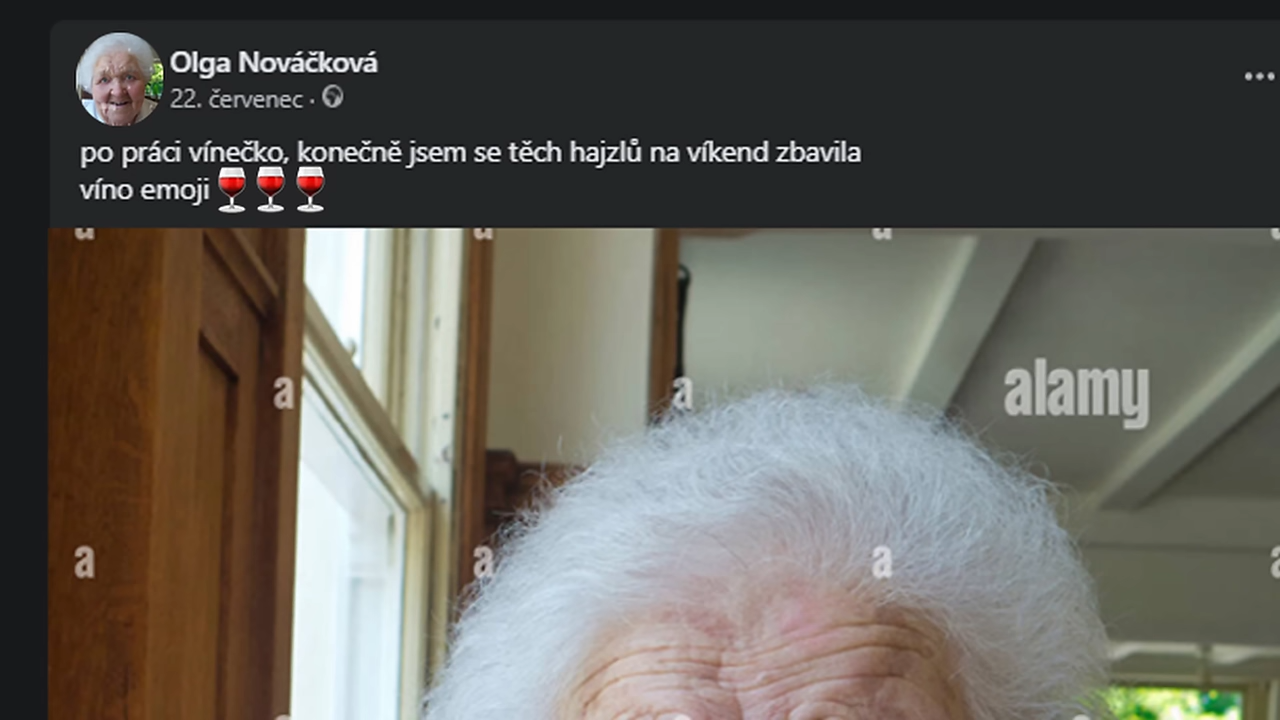 Olga Nováčková
22. červenec ·
po práci vínečko, konečně jsem se těch hajzlů na víkend zbavila
víno emoji 🍷🍷🍷
a a a
alamy
a a
a a a